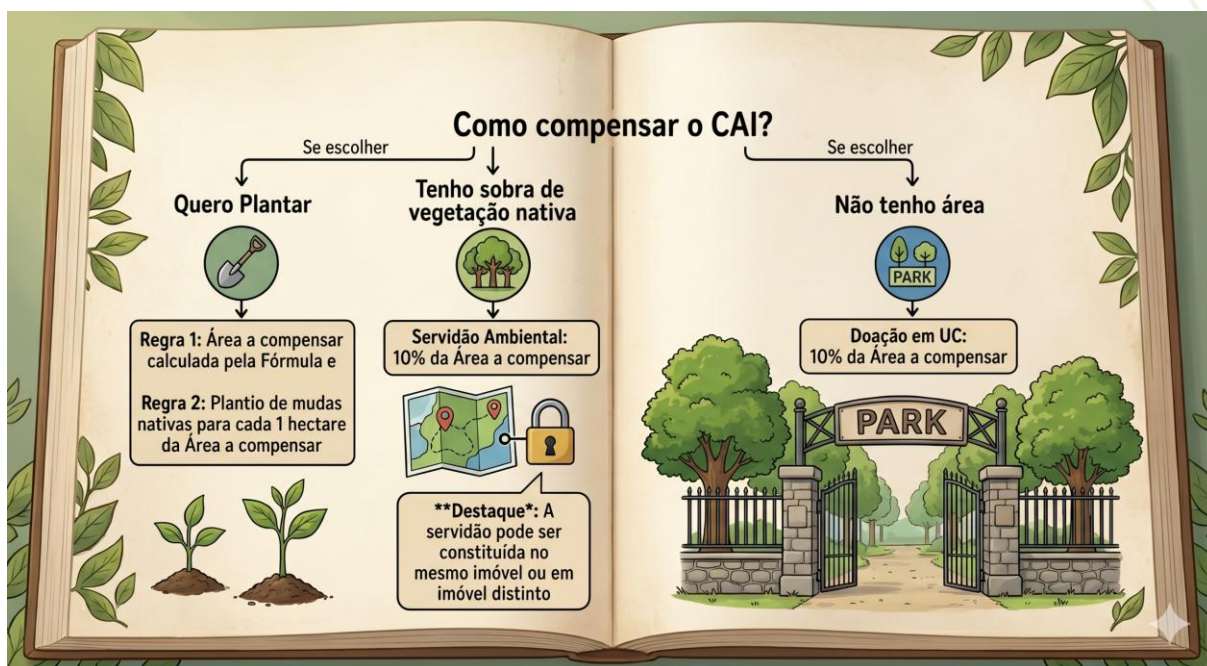 Como compensar o CAI?
Se escolher
Se escolher
Quero Plantar
Tenho sobra de
vegetação nativa
Não tenho área
PARK
Regra 1: Área a compensar
calculada pela Fórmula e
Regra 2: Plantio de mudas
nativas para cada 1 hectare
da Área a compensar
Servidão Ambiental:
10% da Área a compensar
**Destaque*: A
servidão pode ser
constituída no
mesmo imóvel ou em
imóvel distinto
Doação em UC:
10% da Área a compensar
PARK